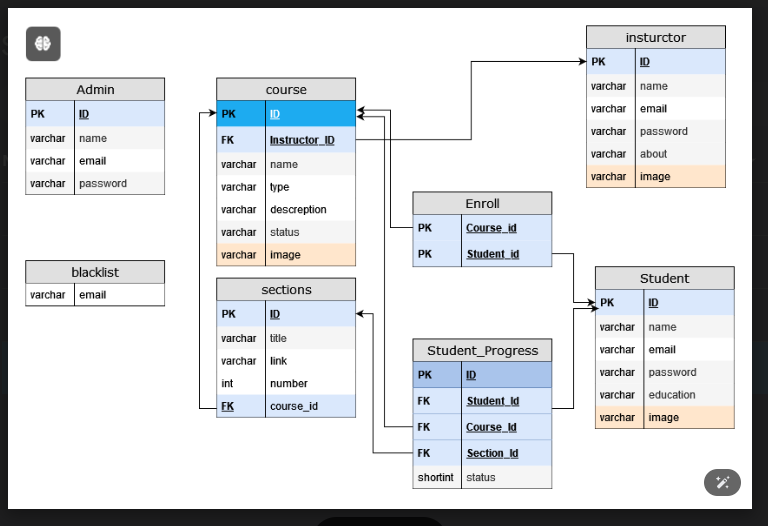 Admin
PK ID
varchar name
varchar email
varchar password
blacklist
varchar email
course
PK ID
FK Instructor_ID
varchar name
varchar type
varchar descreption
varchar status
varchar image
sections
PK ID
varchar title
varchar link
int number
FK course_id
Enroll
PK Course_id
PK Student_id
Student_Progress
PK ID
FK Student_Id
FK Course_Id
FK Section_Id
shortint status
insturctor
PK ID
varchar name
varchar email
varchar password
varchar about
varchar image
Student
PK ID
varchar name
varchar email
varchar password
varchar education
varchar image